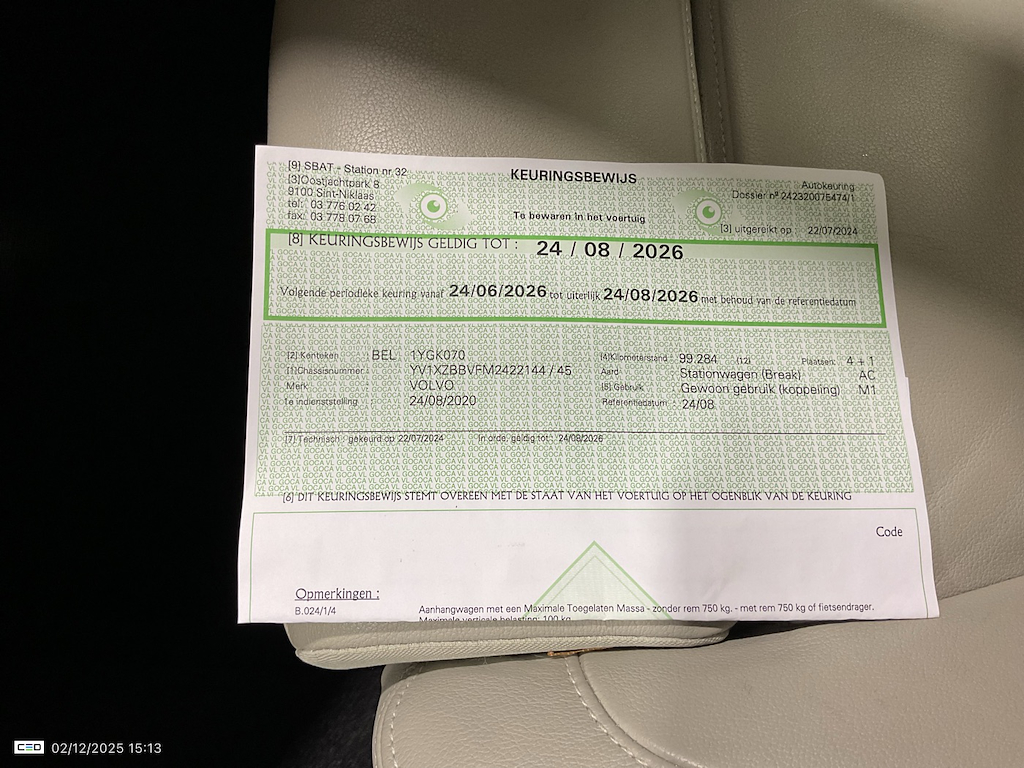 [9] SBAT - Station nr 32
[3]Oostjachtpark 8
9100 Sint-Niklaas
tel: 03 776 02 42
fax: 03 778 07 68
KEURINGSBEWIJS
Te bewaren in het voertuig
Autokeuring
Dossier nº 242320075474/1
[3] uitgereikt op : 22/07/2024
[8] KEURINGSBEWIJS GELDIG TOT : 24 / 08 / 2026
Volgende periodieke keuring vanaf 24/06/2026 tot uiterlijk 24/08/2026 met behoud van de referentiedatum
[2] Kenteken : BEL 1YGK070
[1]Chassisnummer : YV1XZBBVFM2422144 / 45
Merk : VOLVO
Te indienststelling : 24/08/2020
[4]Kilometerstand : 99.284 (12) Plaatsen: 4 + 1
Aard : Stationwagen (Break) AC
[5] Gebruik : Gewoon gebruik (koppeling) M1
Referentiedatum : 24/08
[7] Technisch : gekeurd op 22/07/2024 In orde, geldig tot : 24/08/2026
[6] DIT KEURINGSBEWIJS STEMT OVEREEN MET DE STAAT VAN HET VOERTUIG OP HET OGENBLIK VAN DE KEURING
Code
Opmerkingen :
B.024/1/4 Aanhangwagen met een Maximale Toegelaten Massa - zonder rem 750 kg. - met rem 750 kg of fietsendrager.
Maximale verticale belasting: 100 kg
CEO 02/12/2025 15:13